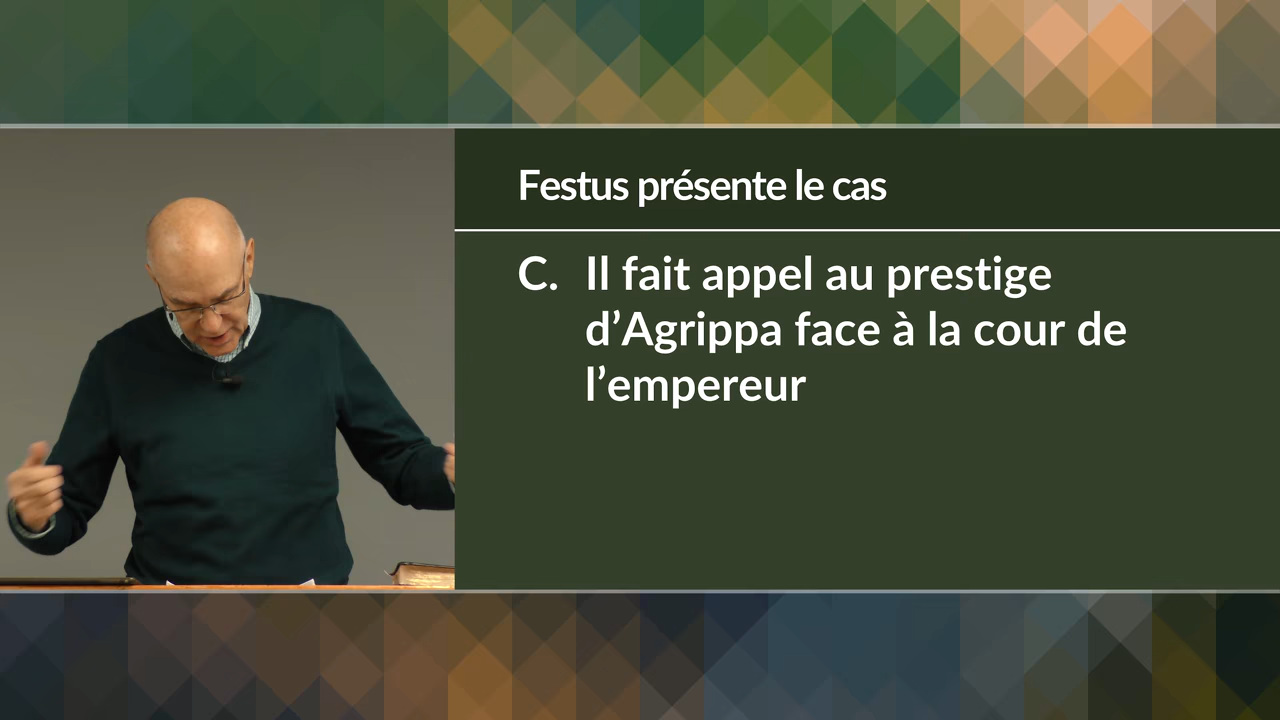 Festus présente le cas
C. Il fait appel au prestige
d’Agrippa face à la cour de
l’empereur